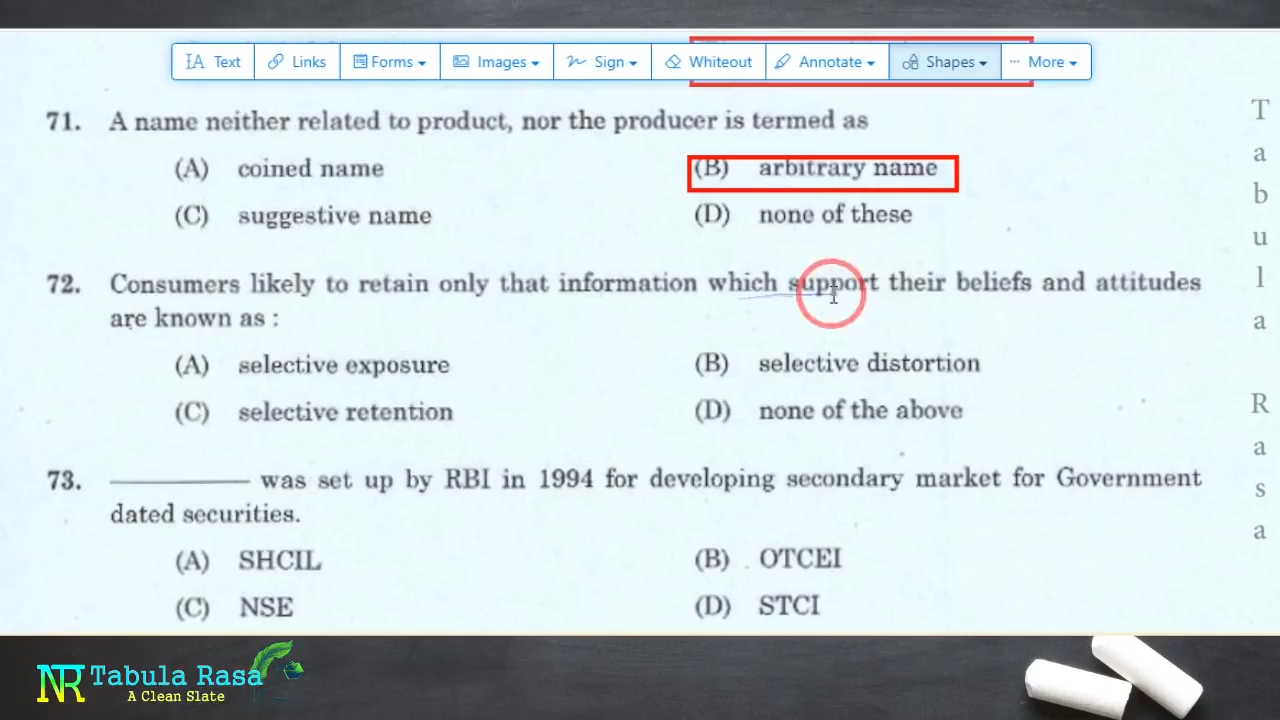 Text Links Forms Images Sign Whiteout Annotate Shapes More
71. A name neither related to product, nor the producer is termed as
(A) coined name (B) arbitrary name
(C) suggestive name (D) none of these
72. Consumers likely to retain only that information which support their beliefs and attitudes
are known as :
(A) selective exposure (B) selective distortion
(C) selective retention (D) none of the above
73. __________ was set up by RBI in 1994 for developing secondary market for Government
dated securities.
(A) SHCIL (B) OTCEI
(C) NSE (D) STCI
Tabula Rasa
NR Tabula Rasa
A Clean Slate